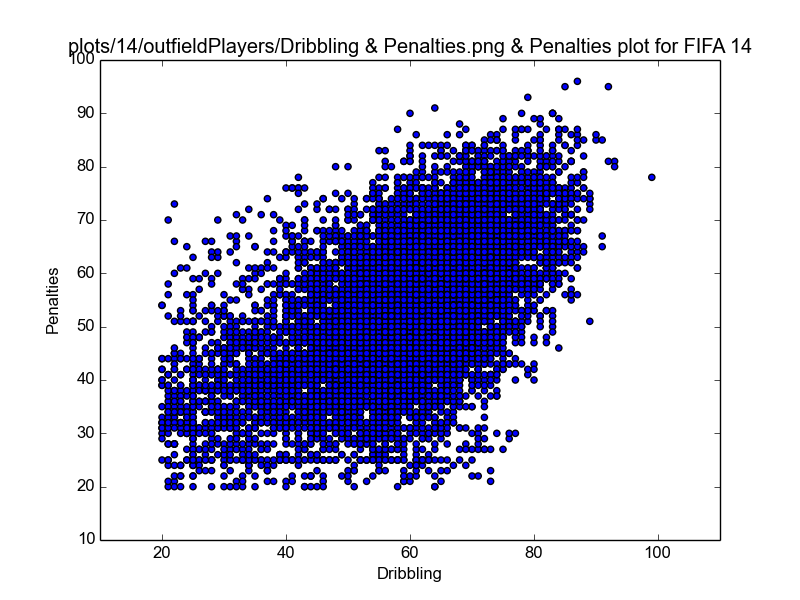 plots/14/outfieldPlayers/Dribbling & Penalties.png & Penalties plot for FIFA 14
100
90
80
70
60
50
40
30
20
10
Penalties
20 40 60 80 100
Dribbling